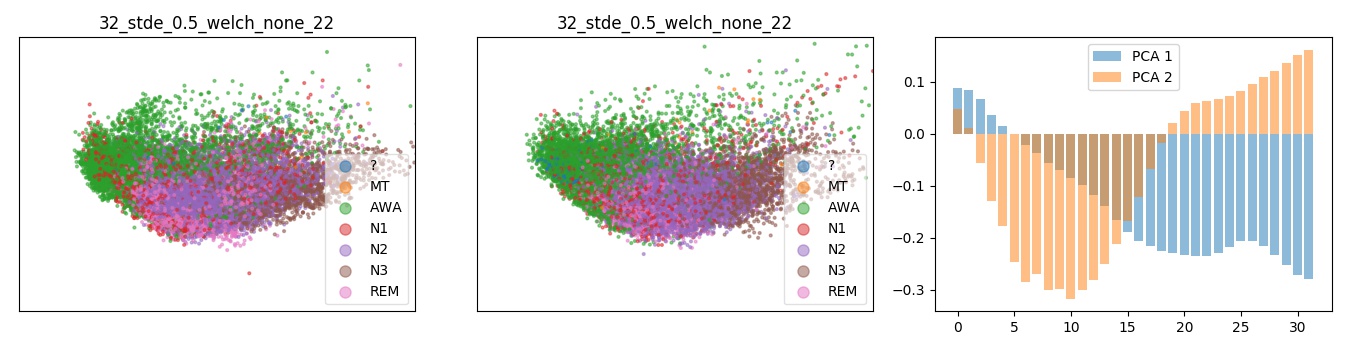 32_stde_0.5_welch_none_22
?
MT
AWA
N1
N2
N3
REM
32_stde_0.5_welch_none_22
?
MT
AWA
N1
N2
N3
REM
PCA 1
PCA 2
0.1
0.0
−0.1
−0.2
−0.3
0 5 10 15 20 25 30